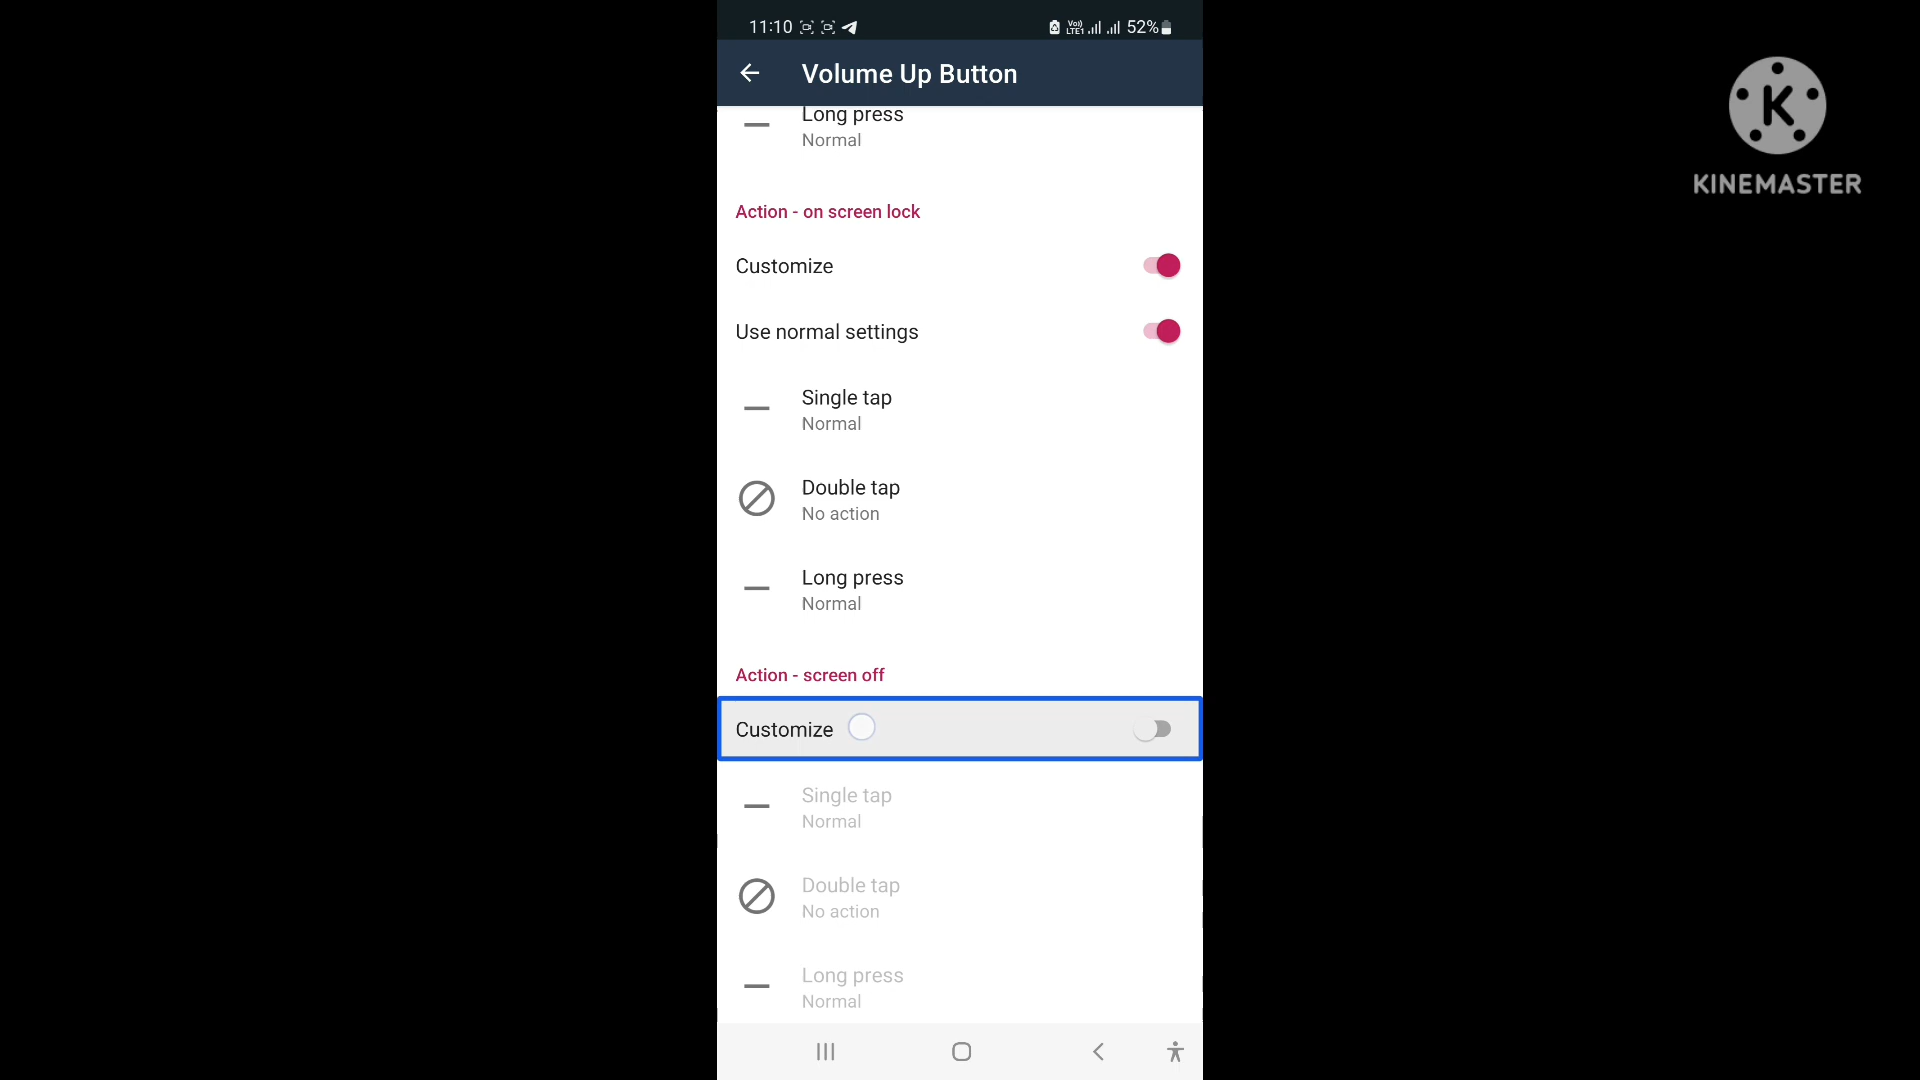 11:10 Vo)) LTE1 52%
Volume Up Button
Long press
Normal
Action - on screen lock
Customize
Use normal settings
Single tap
Normal
Double tap
No action
Long press
Normal
Action - screen off
Customize
Single tap
Normal
Double tap
No action
Long press
Normal
K
KINEMASTER